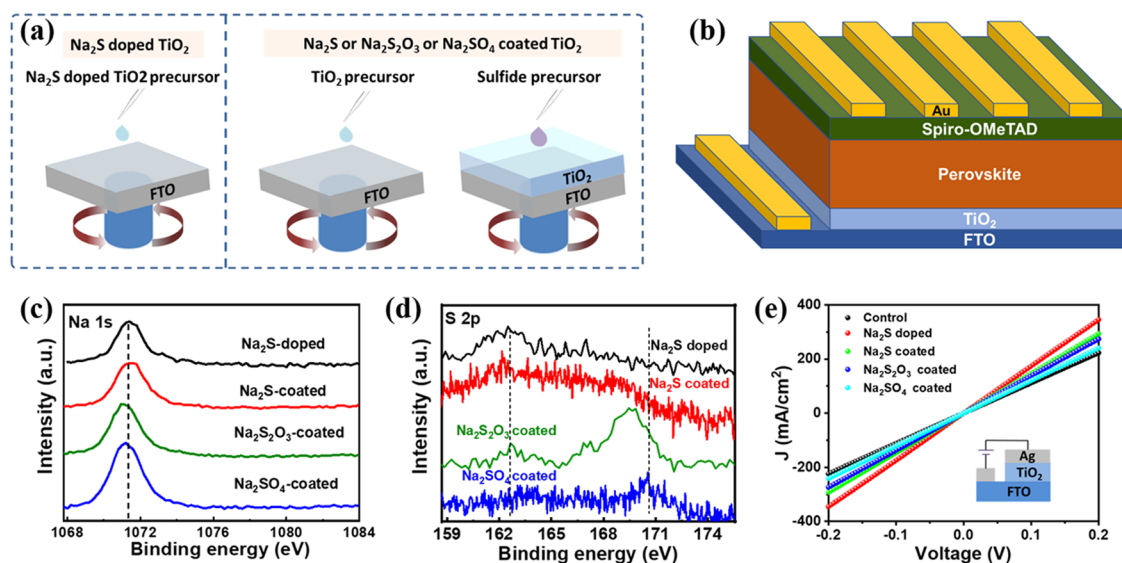 (a)
Na₂S doped TiO₂
Na₂S doped TiO2 precursor
FTO
Na₂S or Na₂S₂O₃ or Na₂SO₄ coated TiO₂
TiO₂ precursor
Sulfide precursor
FTO
TiO₂
FTO
(b)
Au
Spiro-OMeTAD
Perovskite
TiO₂
FTO
(c)
Na 1s
Na₂S-doped
Na₂S-coated
Na₂S₂O₃-coated
Na₂SO₄-coated
Intensity (a.u.)
1068 1072 1076 1080 1084
Binding energy (eV)
(d)
S 2p
Na₂S doped
Na₂S coated
Na₂S₂O₃ coated
Na₂SO₄ coated
Intensity (a.u.)
159 162 165 168 171 174
Binding energy (eV)
(e)
Control
Na₂S doped
Na₂S coated
Na₂S₂O₃ coated
Na₂SO₄ coated
J (mA/cm²)
400
200
0
-200
-400
Ag
TiO₂
FTO
-0.2 -0.1 0.0 0.1 0.2
Voltage (V)